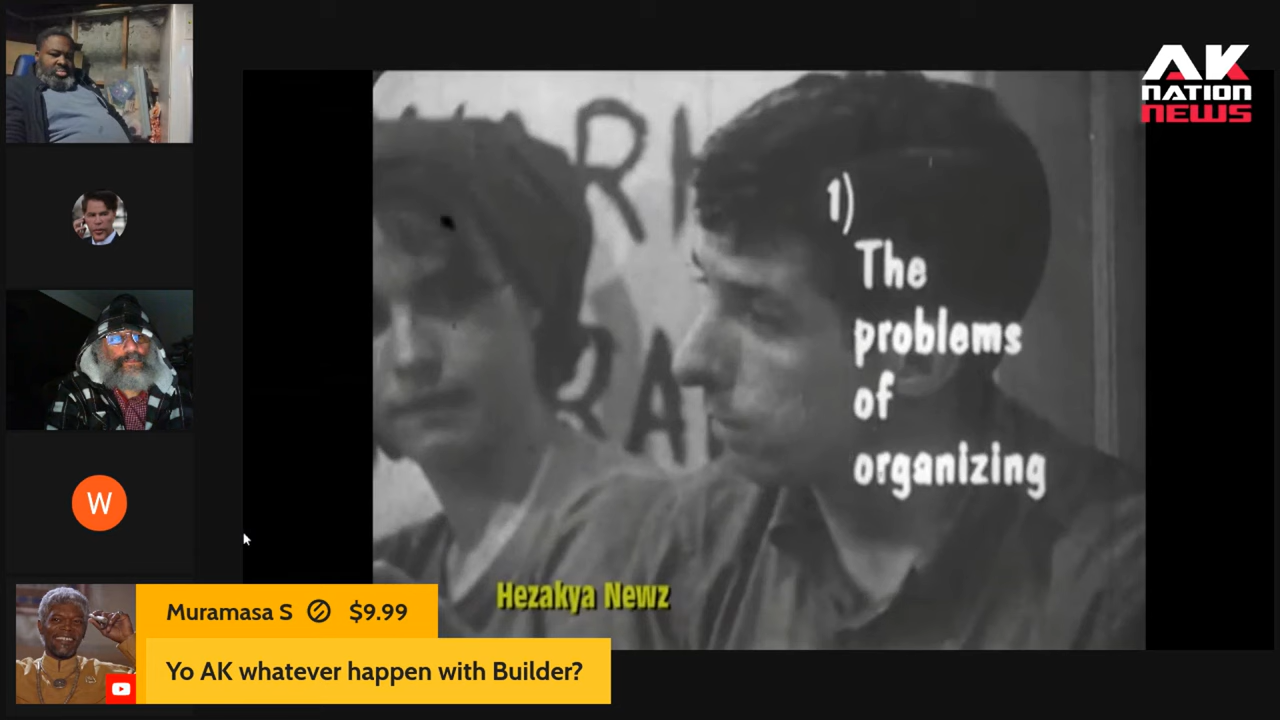 AK
NATION
NEWS
1)
The
problems
of
organizing
Hezakya Newz
W
Muramasa S $9.99
Yo AK whatever happen with Builder?